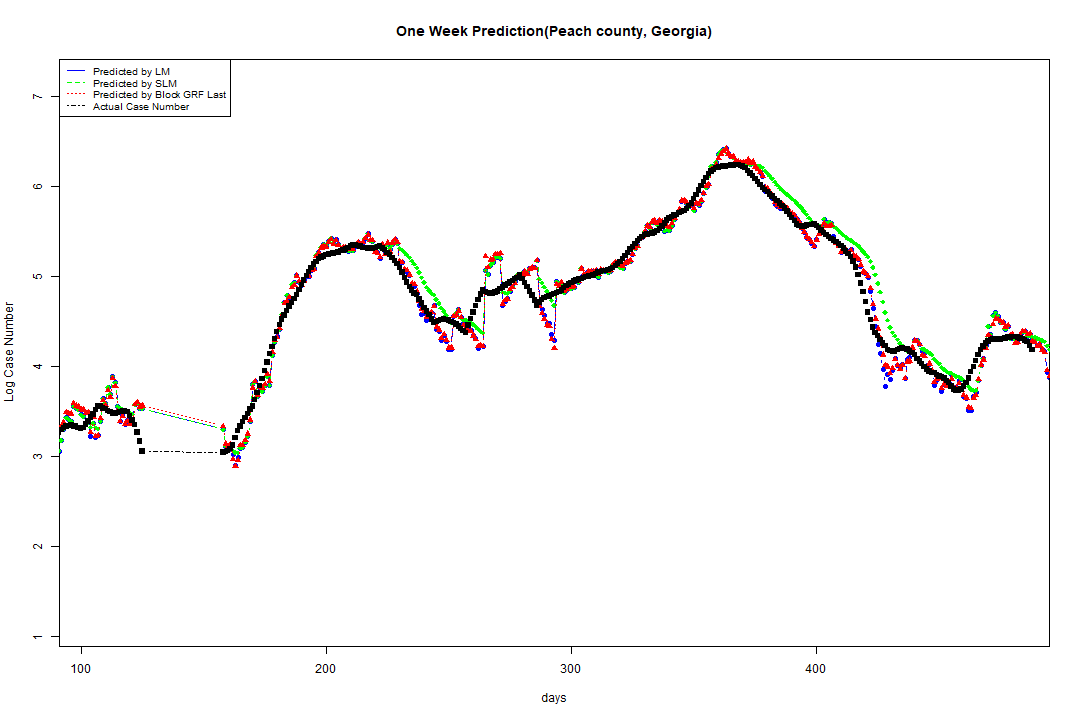 One Week Prediction(Peach county, Georgia)
Predicted by LM
Predicted by SLM
Predicted by Block GRF Last
Actual Case Number
7
6
5
4
3
2
1
Log Case Number
100 200 300 400
days